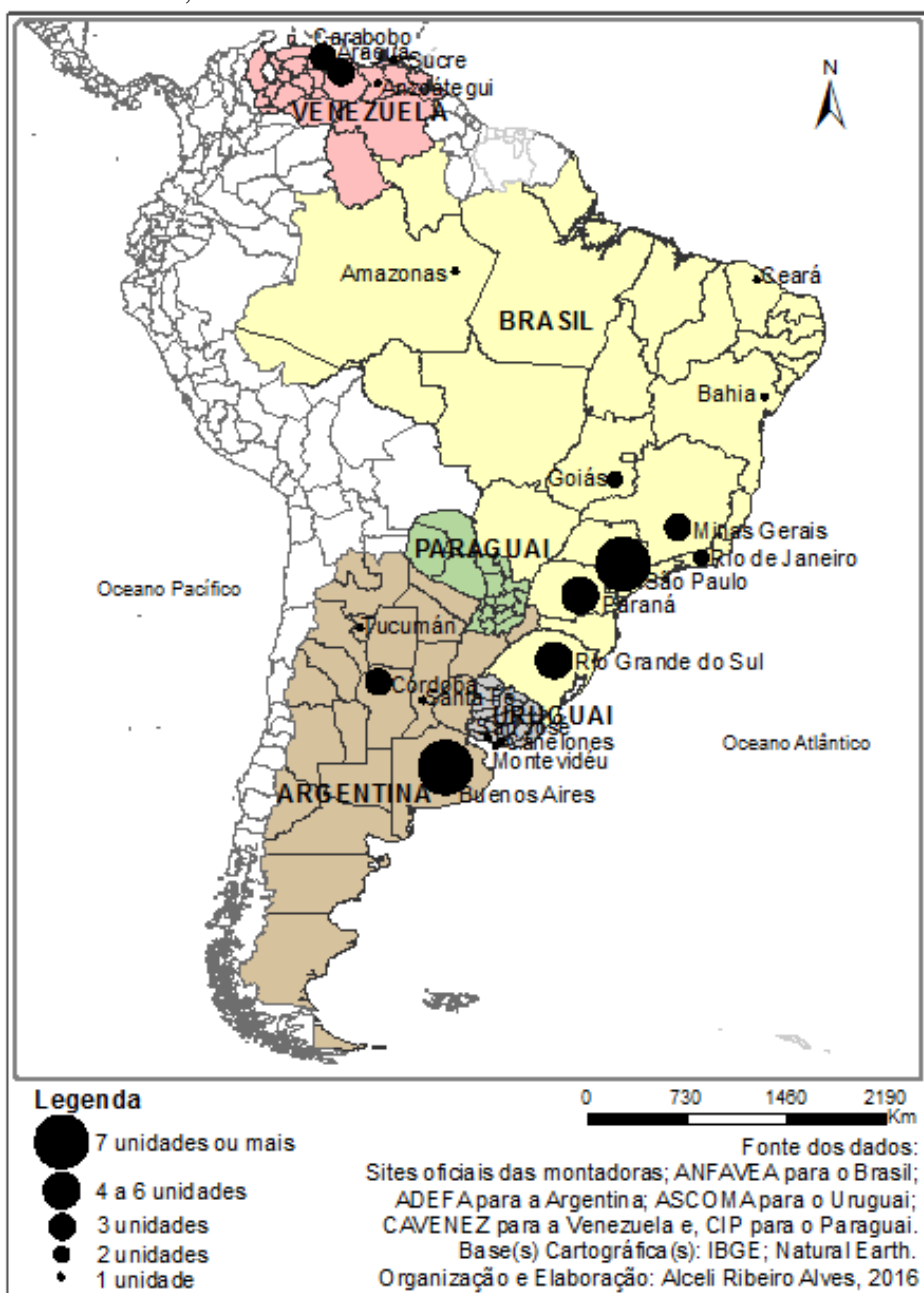 Carabobo
Aragua
Sucre
Anzoátegui
VENEZUELA
N
Amazonas
Ceará
BRASIL
Bahia
Goiás
Minas Gerais
PARAGUAI
Rio de Janeiro
Oceano Pacífico
São Paulo
Paraná
Tucumán
Rio Grande do Sul
Córdoba
Santa Fe
URUGUAI
San José
Canelones
Oceano Atlântico
Montevidéu
ARGENTINA
Buenos Aires
Legenda
7 unidades ou mais
4 a 6 unidades
3 unidades
2 unidades
1 unidade
0 730 1460 2190
Km
Fonte dos dados:
Sites oficiais das montadoras; ANFAVEA para o Brasil;
ADEFA para a Argentina; ASCOMA para o Uruguai;
CAVENEZ para a Venezuela e, CIP para o Paraguai.
Base(s) Cartográfica(s): IBGE; Natural Earth.
Organização e Elaboração: Alceli Ribeiro Alves, 2016